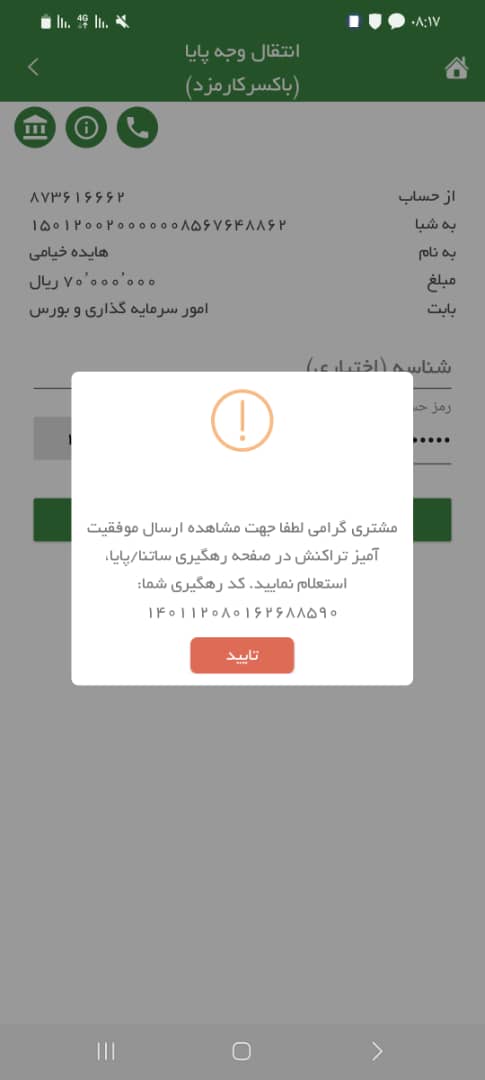 ۰۸:۱۷
4G
انتقال وجه پایا
(باکسرکارمزد)
از حساب ۸۷۳۶۱۶۶۶۲
به شبا ۱۵۰۱۲۰۰۲۰۰۰۰۰۰۸۵۶۷۶۴۸۸۶۲
به نام هایده خیامی
مبلغ ۷۰٬۰۰۰٬۰۰۰ ریال
بابت امور سرمایه گذاری و بورس
شناسه (اختیاری)
رمز
مشتری گرامی لطفا جهت مشاهده ارسال موفقیت
آمیز تراکنش در صفحه رهگیری ساتنا/پایا،
استعلام نمایید. کد رهگیری شما:
۱۴۰۱۱۲۰۸۰۱۶۲۶۸۸۵۹۰
تایید